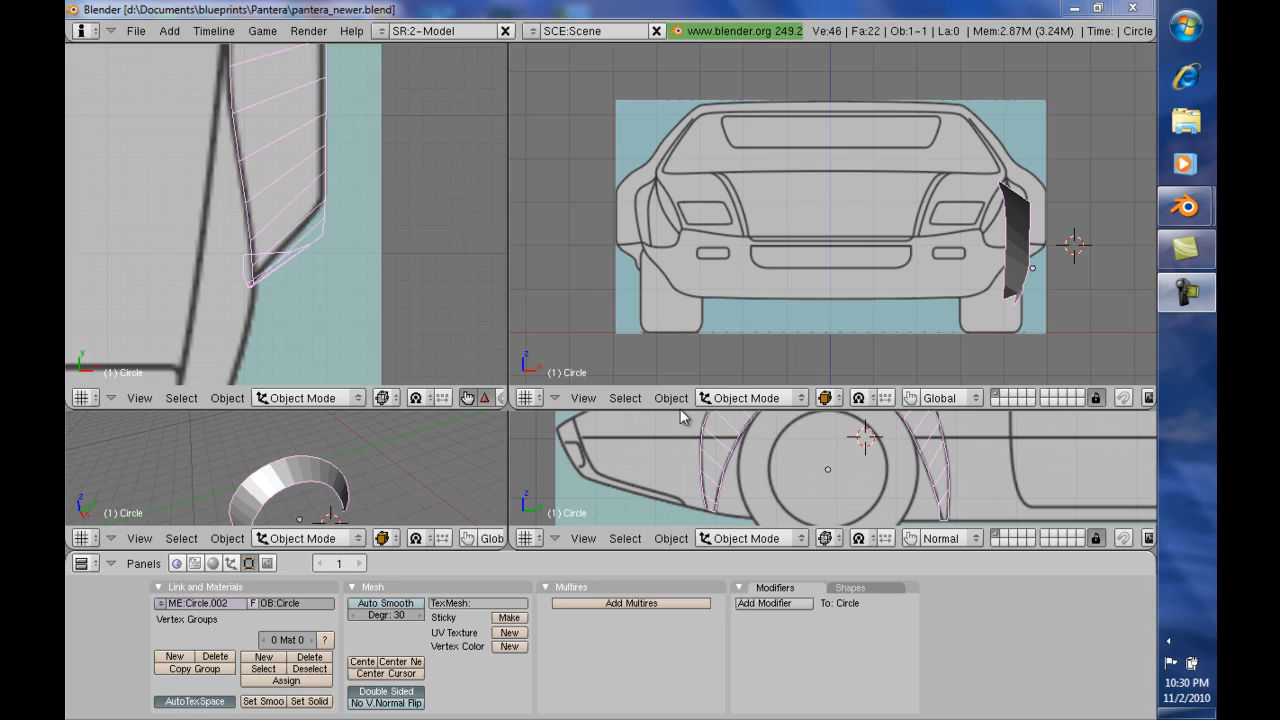 Blender [d:\Documents\blueprints\Pantera\pantera_newer.blend]
File Add Timeline Game Render Help SR:2-Model SCE:Scene www.blender.org 249.2 Ve:46 | Fa:22 | Ob:1-1 | La:0 | Mem:2.87M (3.24M) | Time: | Circle
y
(1) Circle
z
x
(1) Circle
View Select Object Object Mode
View Select Object Object Mode Global
z
(1) Circle
z
y
(1) Circle
View Select Object Object Mode Glob
View Select Object Object Mode Normal
Panels 1
Link and Materials
ME:Circle.002 F OB:Circle
Vertex Groups
0 Mat 0 ?
New Delete New Delete
Copy Group Select Deselect
Assign
AutoTexSpace Set Smoo Set Solid
Mesh
Auto Smooth TexMesh:
Degr: 30 Sticky Make
UV Texture New
Vertex Color New
Cente Center Ne
Center Cursor
Double Sided
No V.Normal Flip
Multires
Add Multires
Modifiers Shapes
Add Modifier To: Circle
10:30 PM
11/2/2010